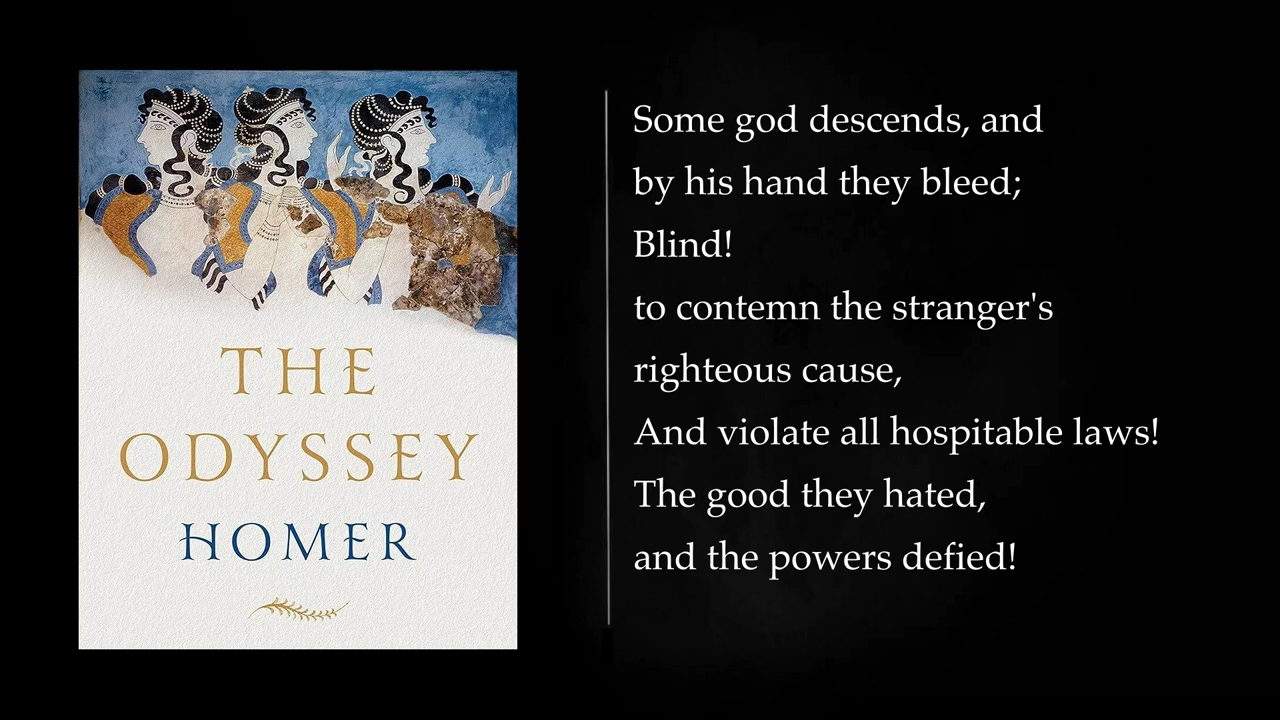 THE
ODYSSEY
HOMER
Some god descends, and
by his hand they bleed;
Blind!
to contemn the stranger's
righteous cause,
And violate all hospitable laws!
The good they hated,
and the powers defied!